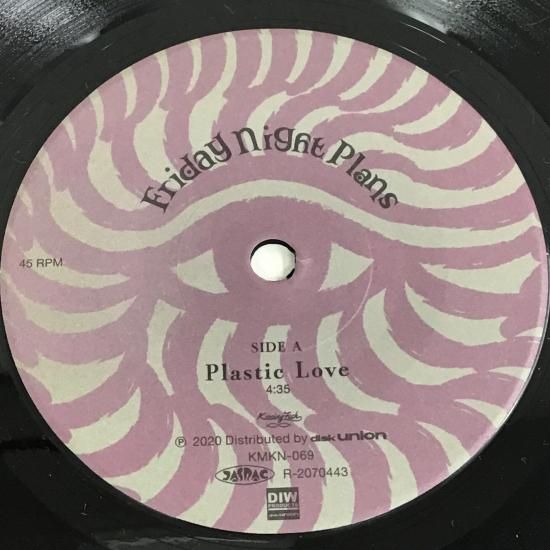 Friday Night Plans
45 RPM
SIDE A
Plastic Love
4:35
KissingFish
Ⓟ 2020 Distributed by disk union
KMKN-069
JASRAC R-2070443
DIW
PRODUCTS